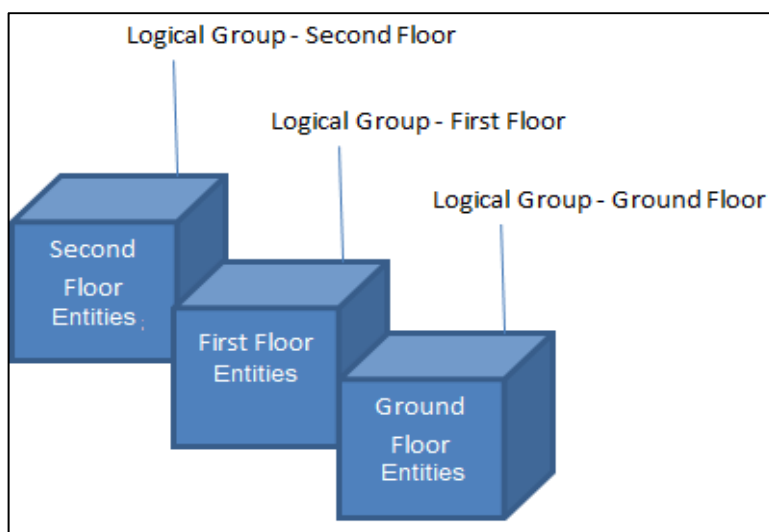 Logical Group - Second Floor
Logical Group - First Floor
Logical Group - Ground Floor
Second
Floor
Entities ;
First Floor
Entities
Ground
Floor
Entities